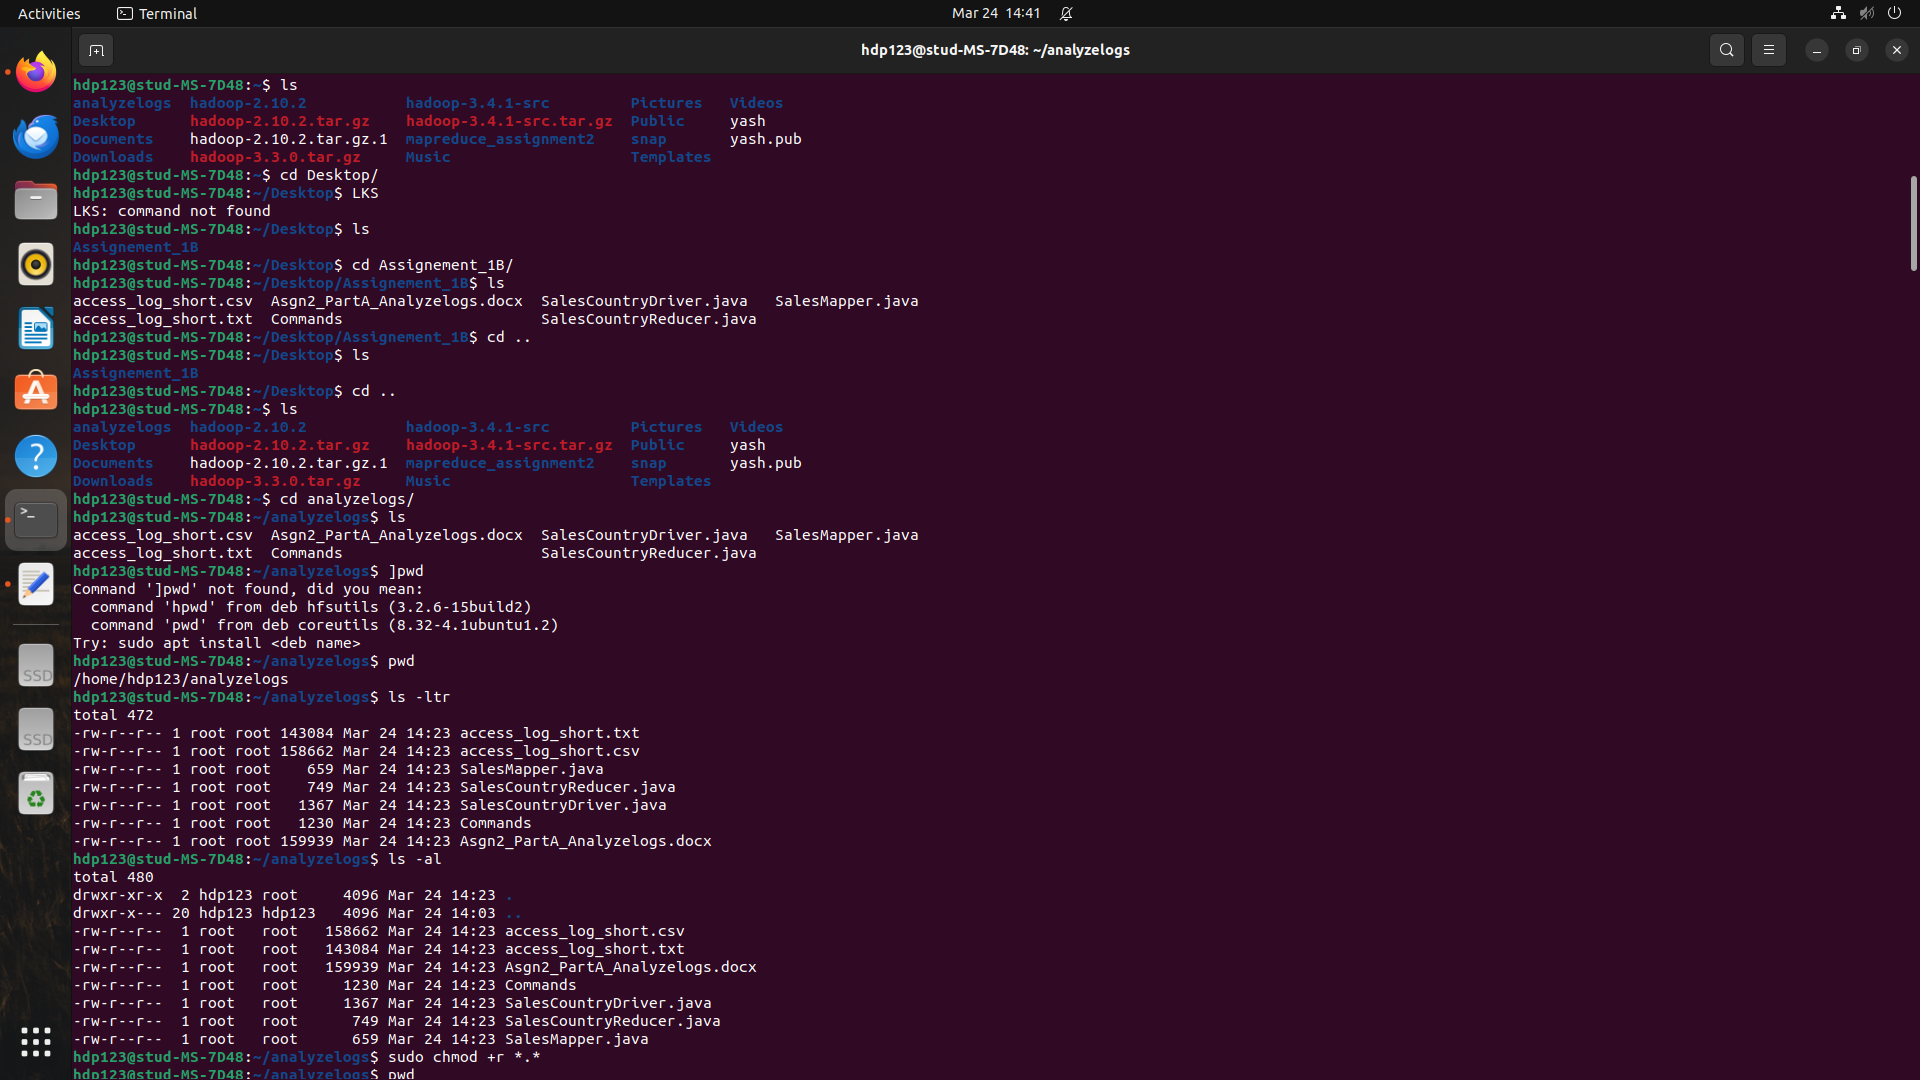 Activities Terminal Mar 24 14:41
hdp123@stud-MS-7D48: ~/analyzelogs
hdp123@stud-MS-7D48:~$ ls
analyzelogs  hadoop-2.10.2           hadoop-3.4.1-src         Pictures   Videos
Desktop      hadoop-2.10.2.tar.gz    hadoop-3.4.1-src.tar.gz  Public     yash
Documents    hadoop-2.10.2.tar.gz.1  mapreduce_assignment2    snap       yash.pub
Downloads    hadoop-3.3.0.tar.gz     Music                    Templates
hdp123@stud-MS-7D48:~$ cd Desktop/
hdp123@stud-MS-7D48:~/Desktop$ LKS
LKS: command not found
hdp123@stud-MS-7D48:~/Desktop$ ls
Assignement_1B
hdp123@stud-MS-7D48:~/Desktop$ cd Assignement_1B/
hdp123@stud-MS-7D48:~/Desktop/Assignement_1B$ ls
access_log_short.csv  Asgn2_PartA_Analyzelogs.docx  SalesCountryDriver.java   SalesMapper.java
access_log_short.txt  Commands                      SalesCountryReducer.java
hdp123@stud-MS-7D48:~/Desktop/Assignement_1B$ cd ..
hdp123@stud-MS-7D48:~/Desktop$ ls
Assignement_1B
hdp123@stud-MS-7D48:~/Desktop$ cd ..
hdp123@stud-MS-7D48:~$ ls
analyzelogs  hadoop-2.10.2           hadoop-3.4.1-src         Pictures   Videos
Desktop      hadoop-2.10.2.tar.gz    hadoop-3.4.1-src.tar.gz  Public     yash
Documents    hadoop-2.10.2.tar.gz.1  mapreduce_assignment2    snap       yash.pub
Downloads    hadoop-3.3.0.tar.gz     Music                    Templates
hdp123@stud-MS-7D48:~$ cd analyzelogs/
hdp123@stud-MS-7D48:~/analyzelogs$ ls
access_log_short.csv  Asgn2_PartA_Analyzelogs.docx  SalesCountryDriver.java   SalesMapper.java
access_log_short.txt  Commands                      SalesCountryReducer.java
hdp123@stud-MS-7D48:~/analyzelogs$ ]pwd
Command ']pwd' not found, did you mean:
  command 'hpwd' from deb hfsutils (3.2.6-15build2)
  command 'pwd' from deb coreutils (8.32-4.1ubuntu1.2)
Try: sudo apt install <deb name>
hdp123@stud-MS-7D48:~/analyzelogs$ pwd
/home/hdp123/analyzelogs
hdp123@stud-MS-7D48:~/analyzelogs$ ls -ltr
total 472
-rw-r--r-- 1 root root 143084 Mar 24 14:23 access_log_short.txt
-rw-r--r-- 1 root root 158662 Mar 24 14:23 access_log_short.csv
-rw-r--r-- 1 root root    659 Mar 24 14:23 SalesMapper.java
-rw-r--r-- 1 root root    749 Mar 24 14:23 SalesCountryReducer.java
-rw-r--r-- 1 root root   1367 Mar 24 14:23 SalesCountryDriver.java
-rw-r--r-- 1 root root   1230 Mar 24 14:23 Commands
-rw-r--r-- 1 root root 159939 Mar 24 14:23 Asgn2_PartA_Analyzelogs.docx
hdp123@stud-MS-7D48:~/analyzelogs$ ls -al
total 480
drwxr-xr-x  2 hdp123 root     4096 Mar 24 14:23 .
drwxr-x--- 20 hdp123 hdp123   4096 Mar 24 14:03 ..
-rw-r--r--  1 root   root   158662 Mar 24 14:23 access_log_short.csv
-rw-r--r--  1 root   root   143084 Mar 24 14:23 access_log_short.txt
-rw-r--r--  1 root   root   159939 Mar 24 14:23 Asgn2_PartA_Analyzelogs.docx
-rw-r--r--  1 root   root     1230 Mar 24 14:23 Commands
-rw-r--r--  1 root   root     1367 Mar 24 14:23 SalesCountryDriver.java
-rw-r--r--  1 root   root      749 Mar 24 14:23 SalesCountryReducer.java
-rw-r--r--  1 root   root      659 Mar 24 14:23 SalesMapper.java
hdp123@stud-MS-7D48:~/analyzelogs$ sudo chmod +r *.*
hdp123@stud-MS-7D48:~/analyzelogs$ pwd
SSD
SSD